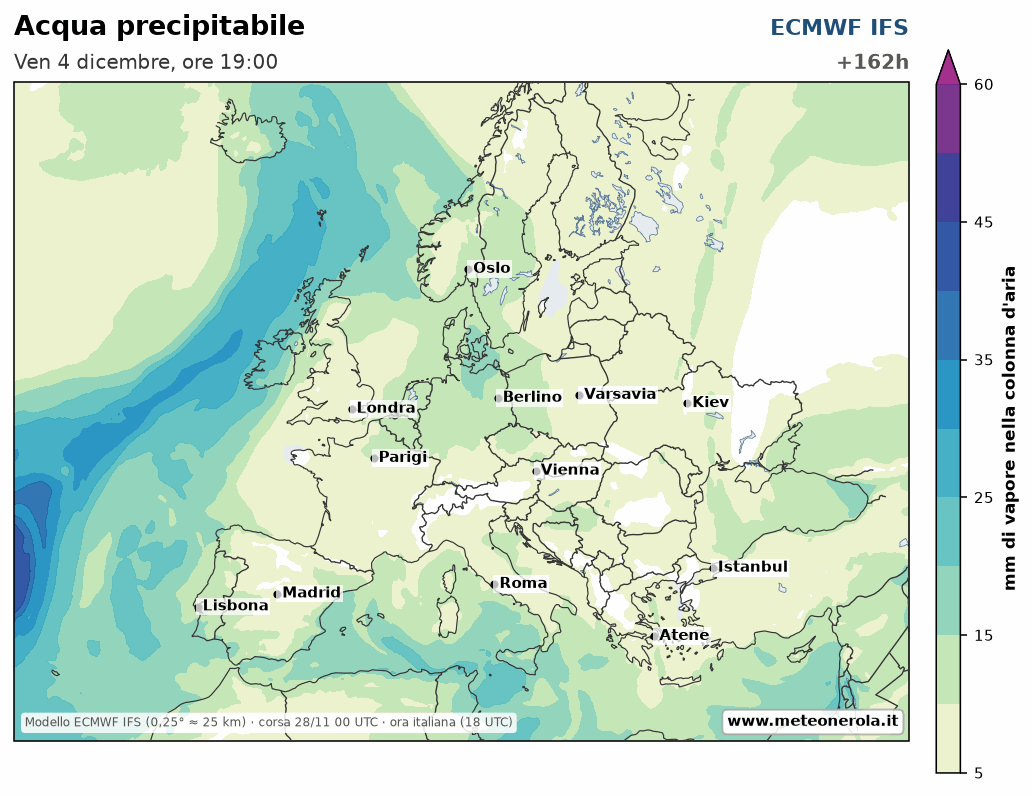 Acqua precipitabile
ECMWF IFS
Ven 4 dicembre, ore 19:00
+162h
60
45
35
25
15
5
mm di vapore nella colonna d'aria
Oslo
Berlino
Varsavia
Kiev
Londra
Parigi
Vienna
Istanbul
Roma
Madrid
Lisbona
Atene
Modello ECMWF IFS (0,25° ≈ 25 km) · corsa 28/11 00 UTC · ora italiana (18 UTC)
www.meteonerola.it